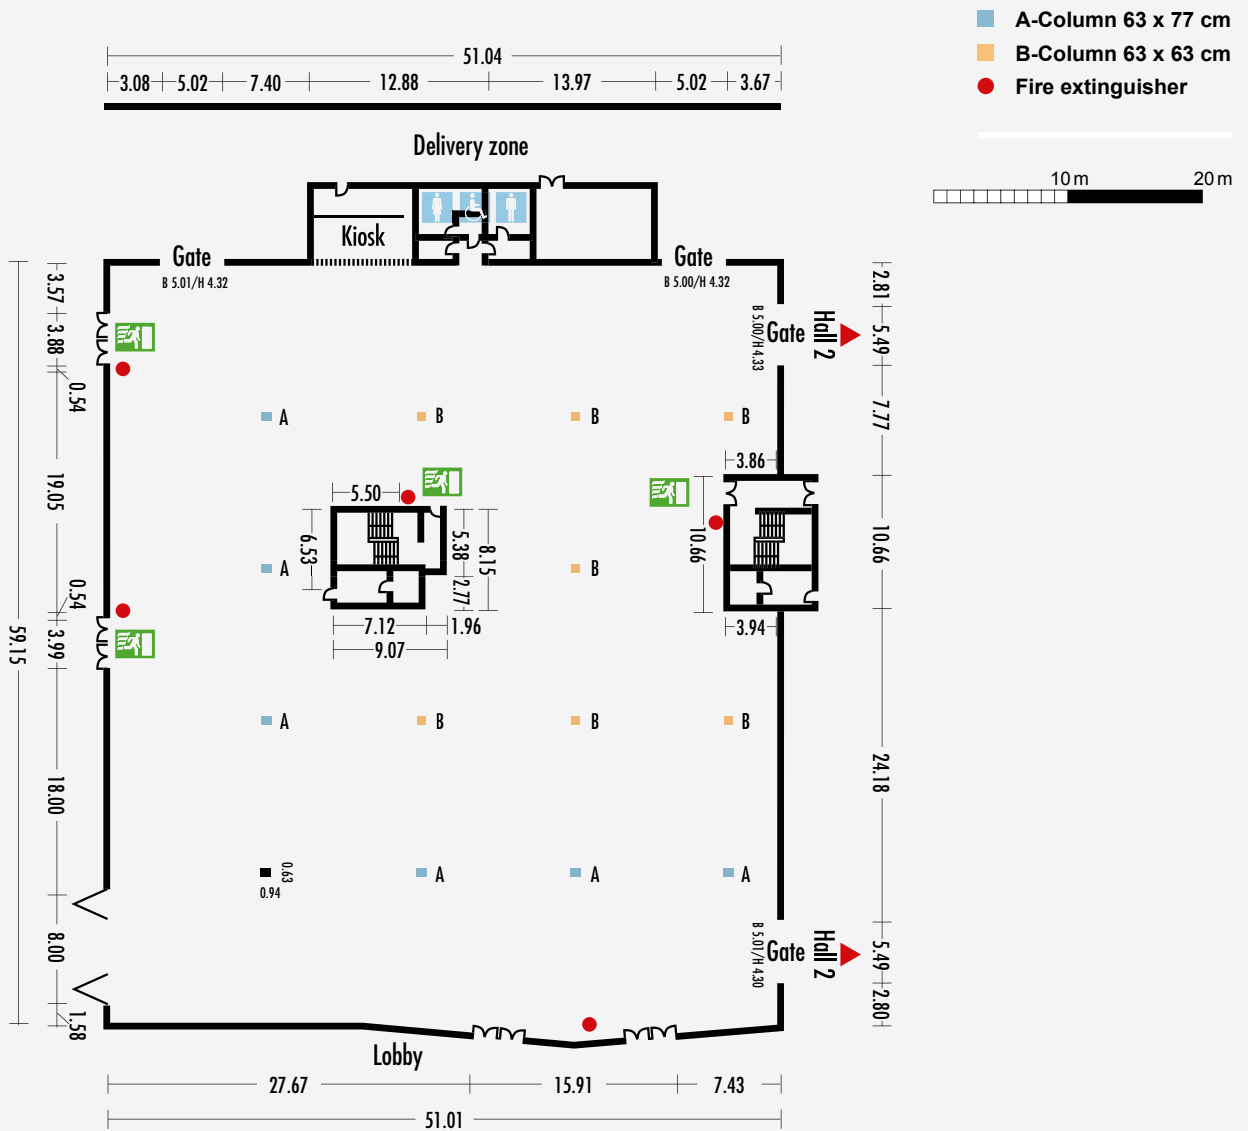 A-Column 63 x 77 cm
B-Column 63 x 63 cm
Fire extinguisher
10 m 20 m
51.04
3.08 5.02 7.40 12.88 13.97 5.02 3.67
Delivery zone
Kiosk
Gate
B 5.01/H 4.32
Gate
B 5.00/H 4.32
59.15
3.57
3.88
0.54
19.05
0.54
3.99
18.00
8.00
1.58
B 5.00/H 4.33
Gate
Hall 2
2.81
5.49
7.77
10.66
24.18
5.49
2.80
A B B B
3.86
10.66
3.94
5.50
6.53
5.38
8.15
2.77
7.12 1.96
9.07
A B
A B B B
0.63
0.94
A A A
B 5.01/H 4.30
Gate
Hall 2
Lobby
27.67 15.91 7.43
51.01